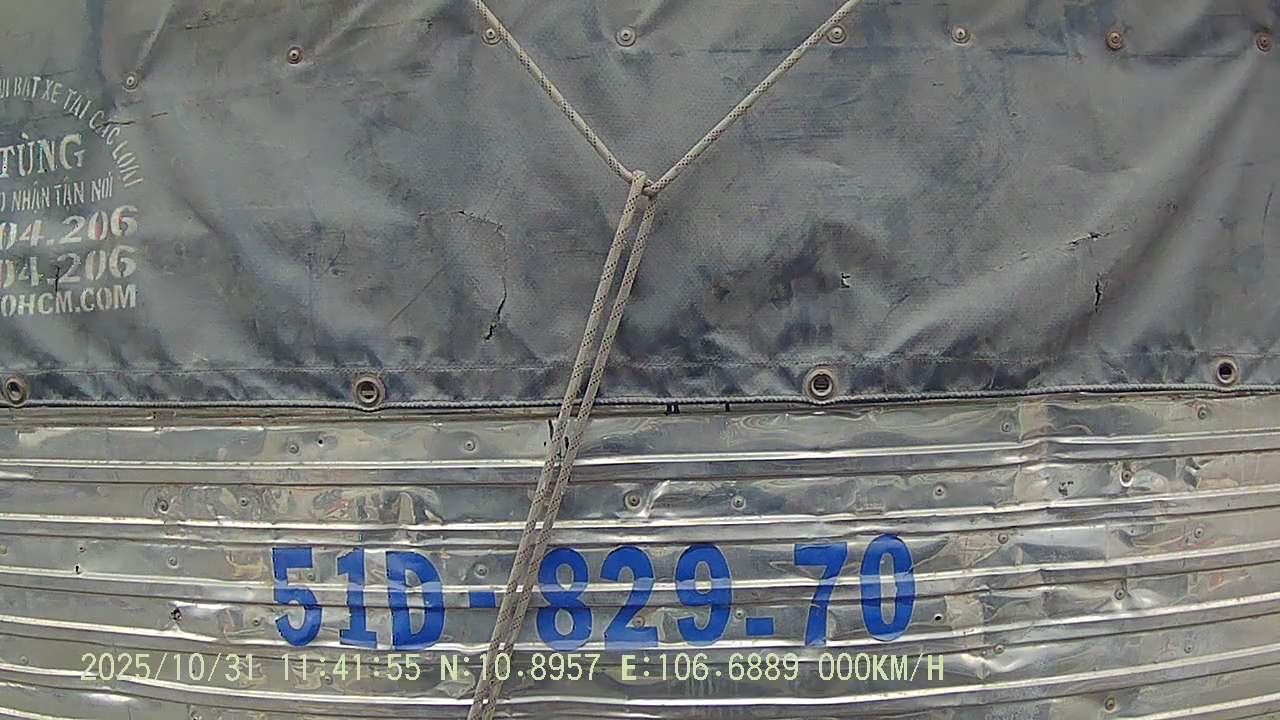 BẠT XE TẢI CÁC LOẠI
TÙNG
NHẬN TẬN NƠI
04.206
04.206
OHCM.COM
51D-829.70
2025/10/31 11:41:55 N:10.8957 E:106.6889 000KM/H